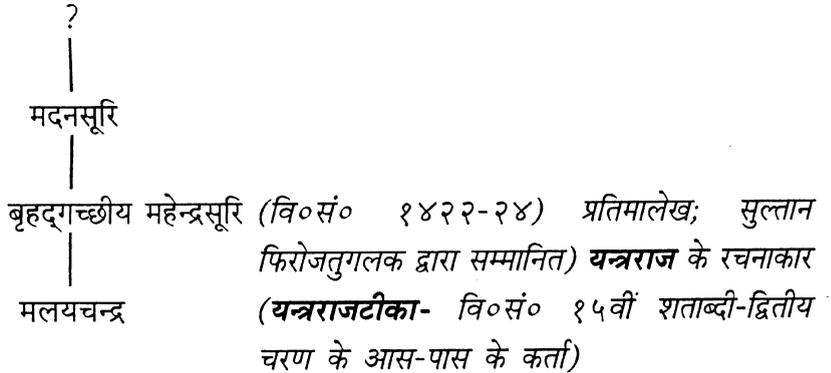 ?
मदनसूरि
बृहद्गच्छीय महेन्द्रसूरि (वि०सं० १४२२-२४) प्रतिमालेख; सुल्तान
फिरोजतुगलक द्वारा सम्मानित) यन्त्रराज के रचनाकार
मलयचन्द्र (यन्त्रराजटीका- वि०सं० १५वीं शताब्दी-द्वितीय
चरण के आस-पास के कर्ता)